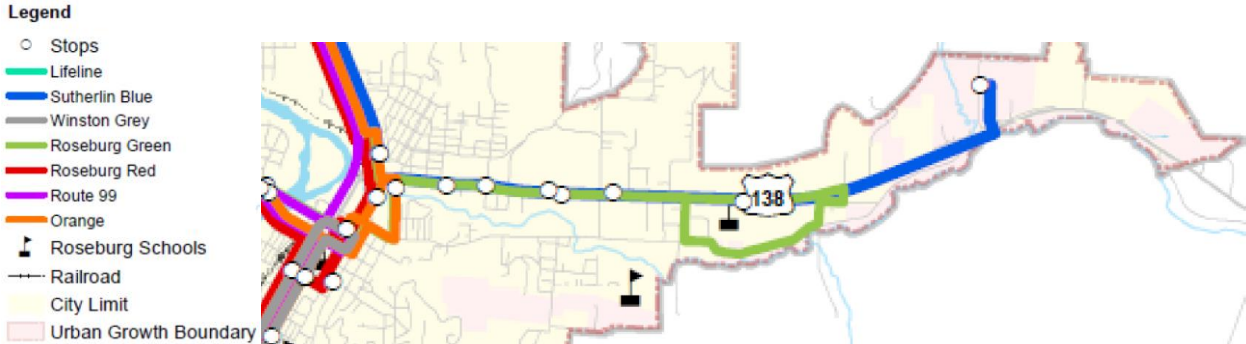 Legend
Stops
Lifeline
Sutherlin Blue
Winston Grey
Roseburg Green
Roseburg Red
Route 99
Orange
Roseburg Schools
Railroad
City Limit
Urban Growth Boundary
138